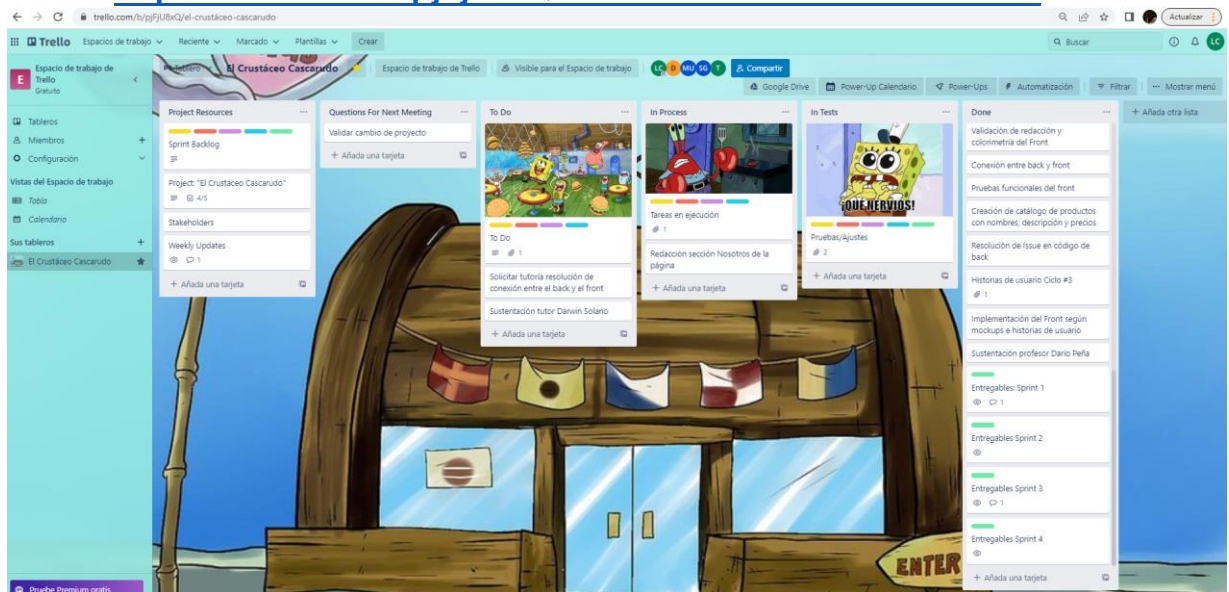 trello.com/b/pjFjU8xQ/el-crustáceo-cascarudo
Actualizar
Trello
Espacios de trabajo
Reciente
Marcado
Plantillas
Crear
Buscar
LC
E
Espacio de trabajo de
Trello
Gratuito
Tablero
El Crustáceo Cascarudo
Espacio de trabajo de Trello
Visible para el Espacio de trabajo
LC
D
MU
SG
T
Compartir
Google Drive
Power-Up Calendario
Power-Ups
Automatización
Filtrar
Mostrar menú
Tableros
Miembros
Configuración
Vistas del Espacio de trabajo
Tabla
Calendario
Sus tableros
El Crustáceo Cascarudo
Pruebe Premium gratis
Project Resources
Sprint Backlog
Project: "El Crustáceo Cascarudo"
4/5
Stakeholders
Weekly Updates
1
+ Añada una tarjeta
Questions For Next Meeting
Validar cambio de proyecto
+ Añada una tarjeta
To Do
To Do
1
Solicitar tutoría resolución de
conexión entre el back y el front
Sustentación tutor Darwin Solano
+ Añada una tarjeta
In Process
Tareas en ejecución
1
Redacción sección Nosotros de la
página
+ Añada una tarjeta
In Tests
¡QUE NERVIOS!
Pruebas/Ajustes
2
+ Añada una tarjeta
Done
Validación de redacción y
colorimetría del Front
Conexión entre back y front
Pruebas funcionales del front
Creación de catálogo de productos
con nombres, descripción y precios
Resolución de issue en código de
back
Historias de usuario Ciclo #3
1
Implementación del Front según
mockups e historias de usuario
Sustentación profesor Darío Peña
Entregables: Sprint 1
1
Entregables Sprint 2
Entregables Sprint 3
1
Entregables Sprint 4
+ Añada una tarjeta
+ Añada otra lista
ENTER